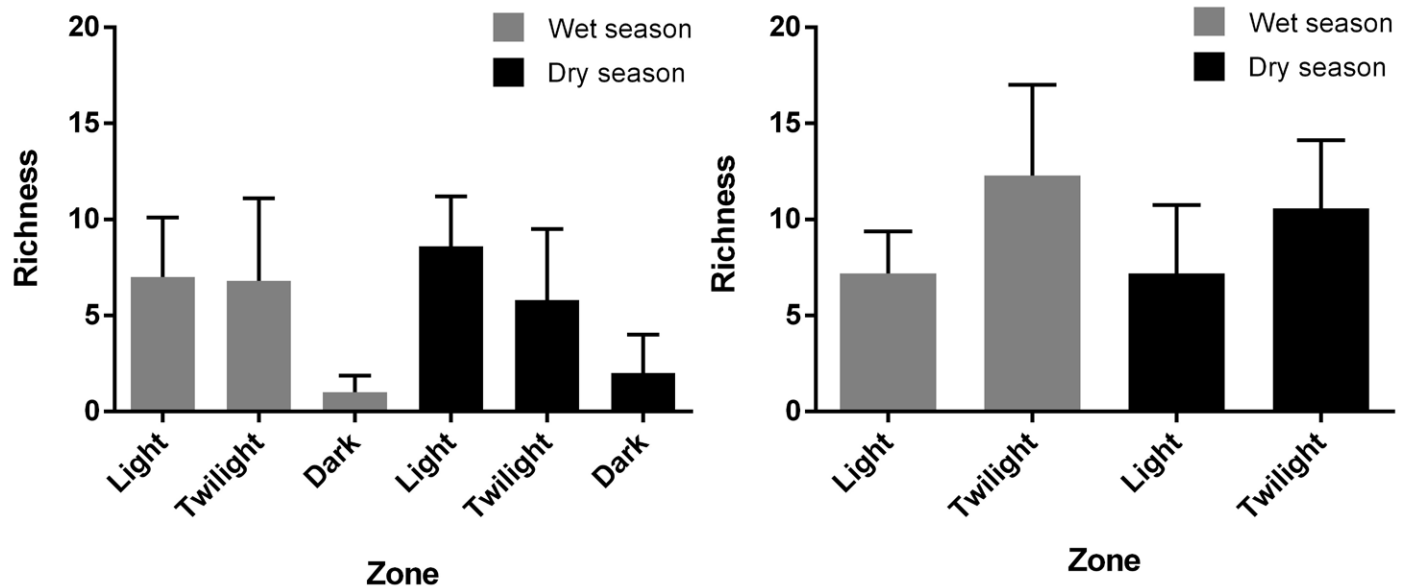 20
15
10
5
0
Richness
Wet season
Dry season
Light
Twilight
Dark
Light
Twilight
Dark
Zone
20
15
10
5
0
Richness
Wet season
Dry season
Light
Twilight
Light
Twilight
Zone